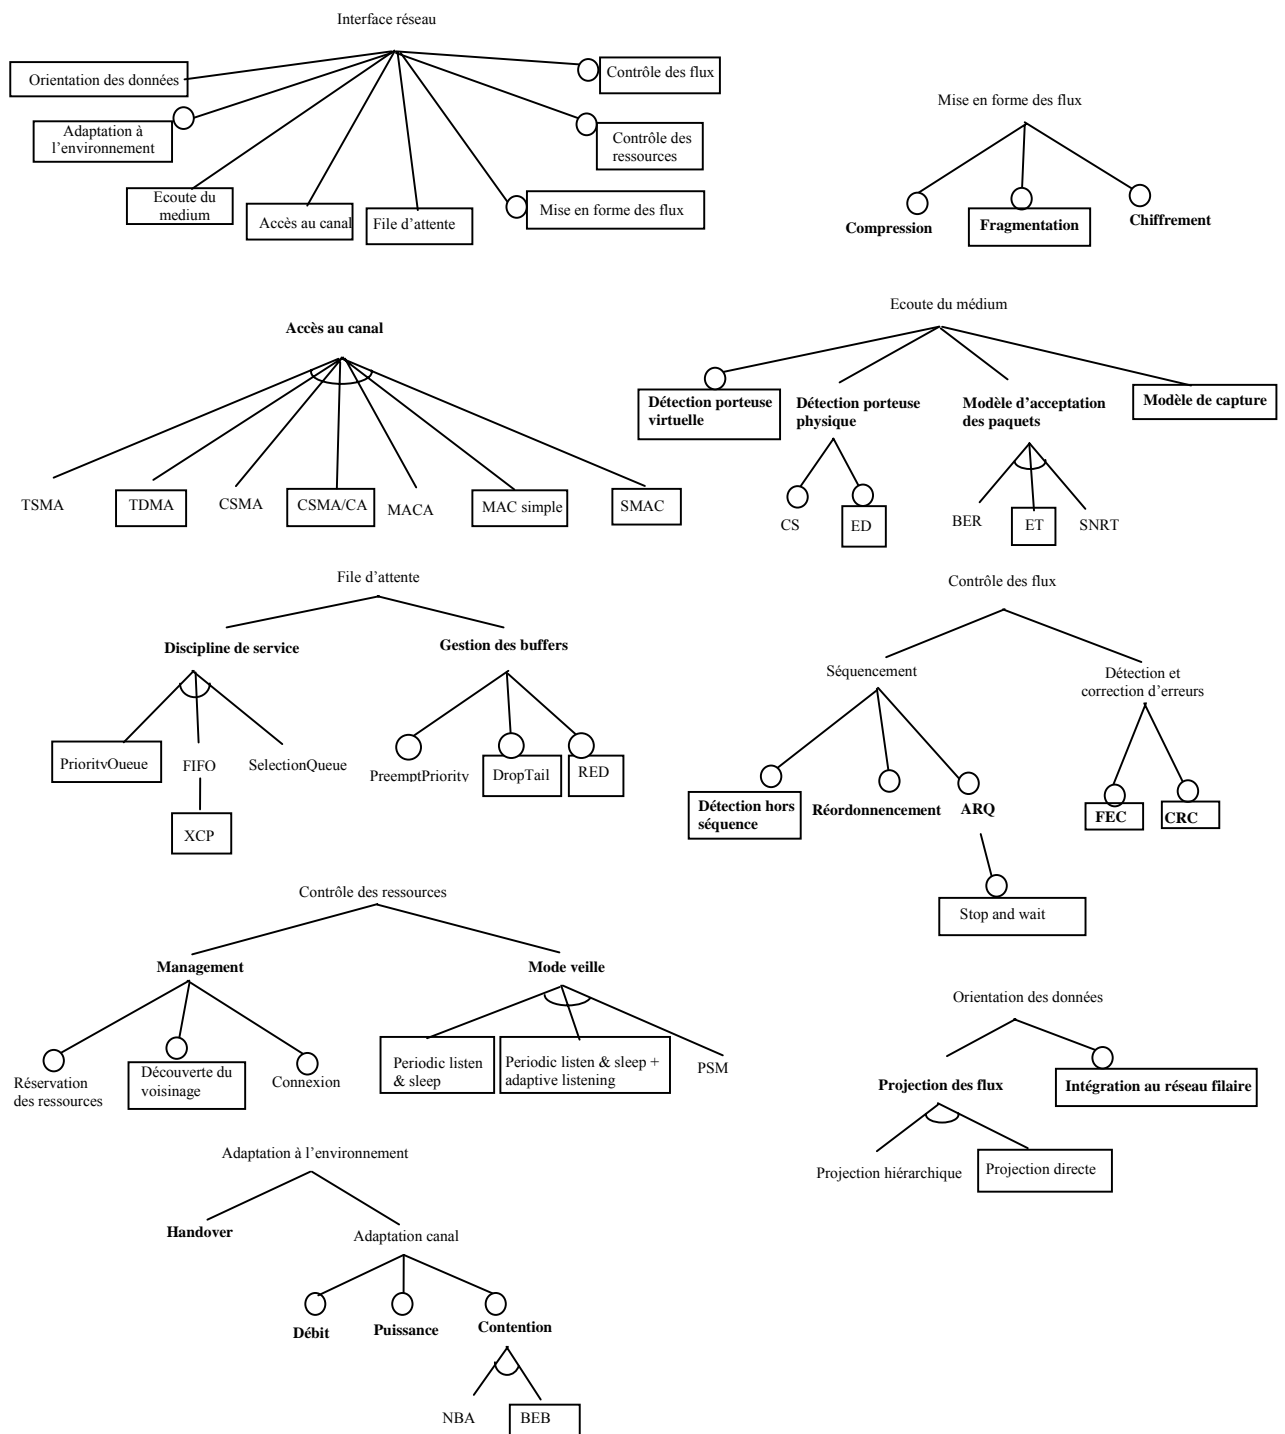 Interface réseau
Orientation des données
Contrôle des flux
Adaptation à
l'environnement
Contrôle des
ressources
Ecoute du
medium
Accès au canal
File d'attente
Mise en forme des flux
Mise en forme des flux
Compression
Fragmentation
Chiffrement
Accès au canal
TSMA
TDMA
CSMA
CSMA/CA
MACA
MAC simple
SMAC
Ecoute du médium
Détection porteuse
virtuelle
Détection porteuse
physique
Modèle d'acceptation
des paquets
Modèle de capture
CS
ED
BER
ET
SNRT
File d'attente
Discipline de service
Gestion des buffers
PriorityQueue
FIFO
SelectionQueue
PreemptPriority
DropTail
RED
XCP
Contrôle des flux
Séquencement
Détection et
correction d'erreurs
Détection hors
séquence
Réordonnencement
ARQ
FEC
CRC
Stop and wait
Contrôle des ressources
Management
Mode veille
Réservation
des ressources
Découverte du
voisinage
Connexion
Periodic listen
& sleep
Periodic listen & sleep +
adaptive listening
PSM
Orientation des données
Projection des flux
Intégration au réseau filaire
Projection hiérarchique
Projection directe
Adaptation à l'environnement
Handover
Adaptation canal
Débit
Puissance
Contention
NBA
BEB